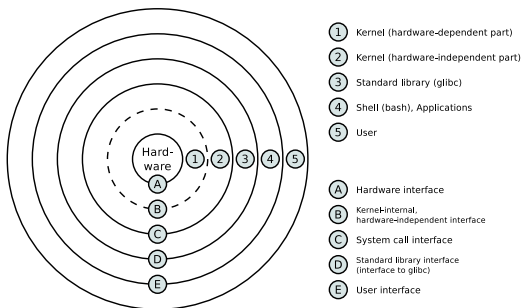 Hard-
ware
1 2 3 4 5
A
B
C
D
E
1 Kernel (hardware-dependent part)
2 Kernel (hardware-independent part)
3 Standard library (glibc)
4 Shell (bash), Applications
5 User
A Hardware interface
B Kernel-internal,
hardware-independent interface
C System call interface
D Standard library interface
(interface to glibc)
E User interface